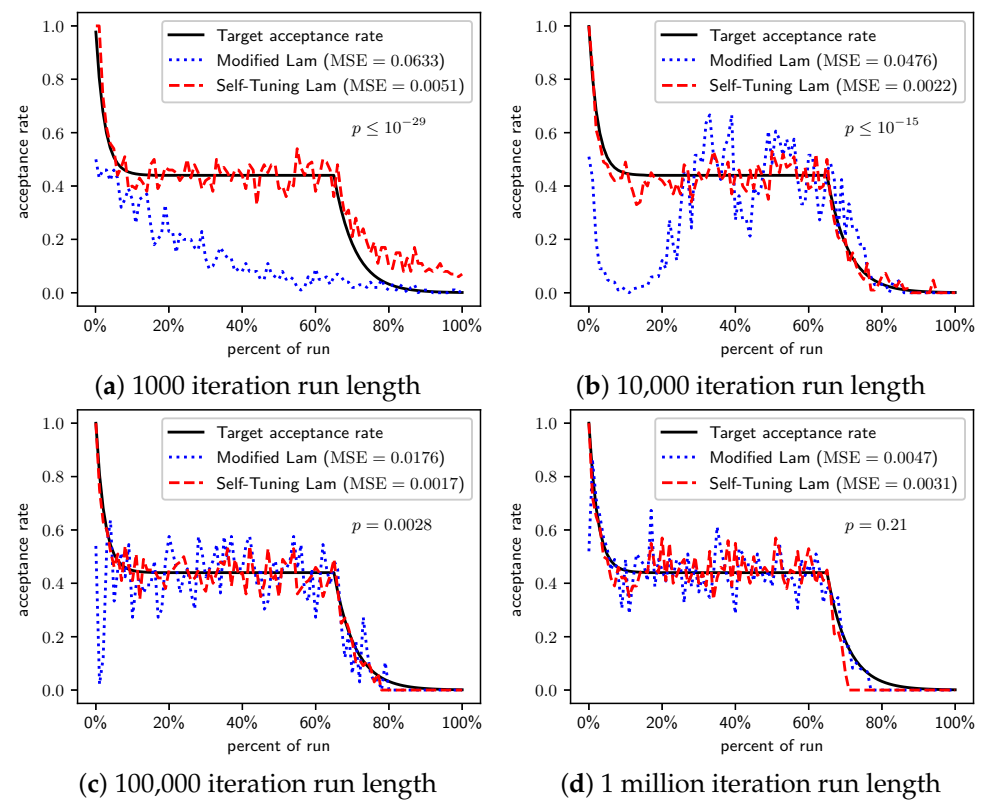 1.0
0.8
0.6
0.4
0.2
0.0
acceptance rate
Target acceptance rate
Modified Lam (MSE = 0.0633)
Self-Tuning Lam (MSE = 0.0051)
p ≤ 10⁻²⁹
0% 20% 40% 60% 80% 100%
percent of run
(a) 1000 iteration run length
1.0
0.8
0.6
0.4
0.2
0.0
acceptance rate
Target acceptance rate
Modified Lam (MSE = 0.0476)
Self-Tuning Lam (MSE = 0.0022)
p ≤ 10⁻¹⁵
0% 20% 40% 60% 80% 100%
percent of run
(b) 10,000 iteration run length
1.0
0.8
0.6
0.4
0.2
0.0
acceptance rate
Target acceptance rate
Modified Lam (MSE = 0.0176)
Self-Tuning Lam (MSE = 0.0017)
p = 0.0028
0% 20% 40% 60% 80% 100%
percent of run
(c) 100,000 iteration run length
1.0
0.8
0.6
0.4
0.2
0.0
acceptance rate
Target acceptance rate
Modified Lam (MSE = 0.0047)
Self-Tuning Lam (MSE = 0.0031)
p = 0.21
0% 20% 40% 60% 80% 100%
percent of run
(d) 1 million iteration run length